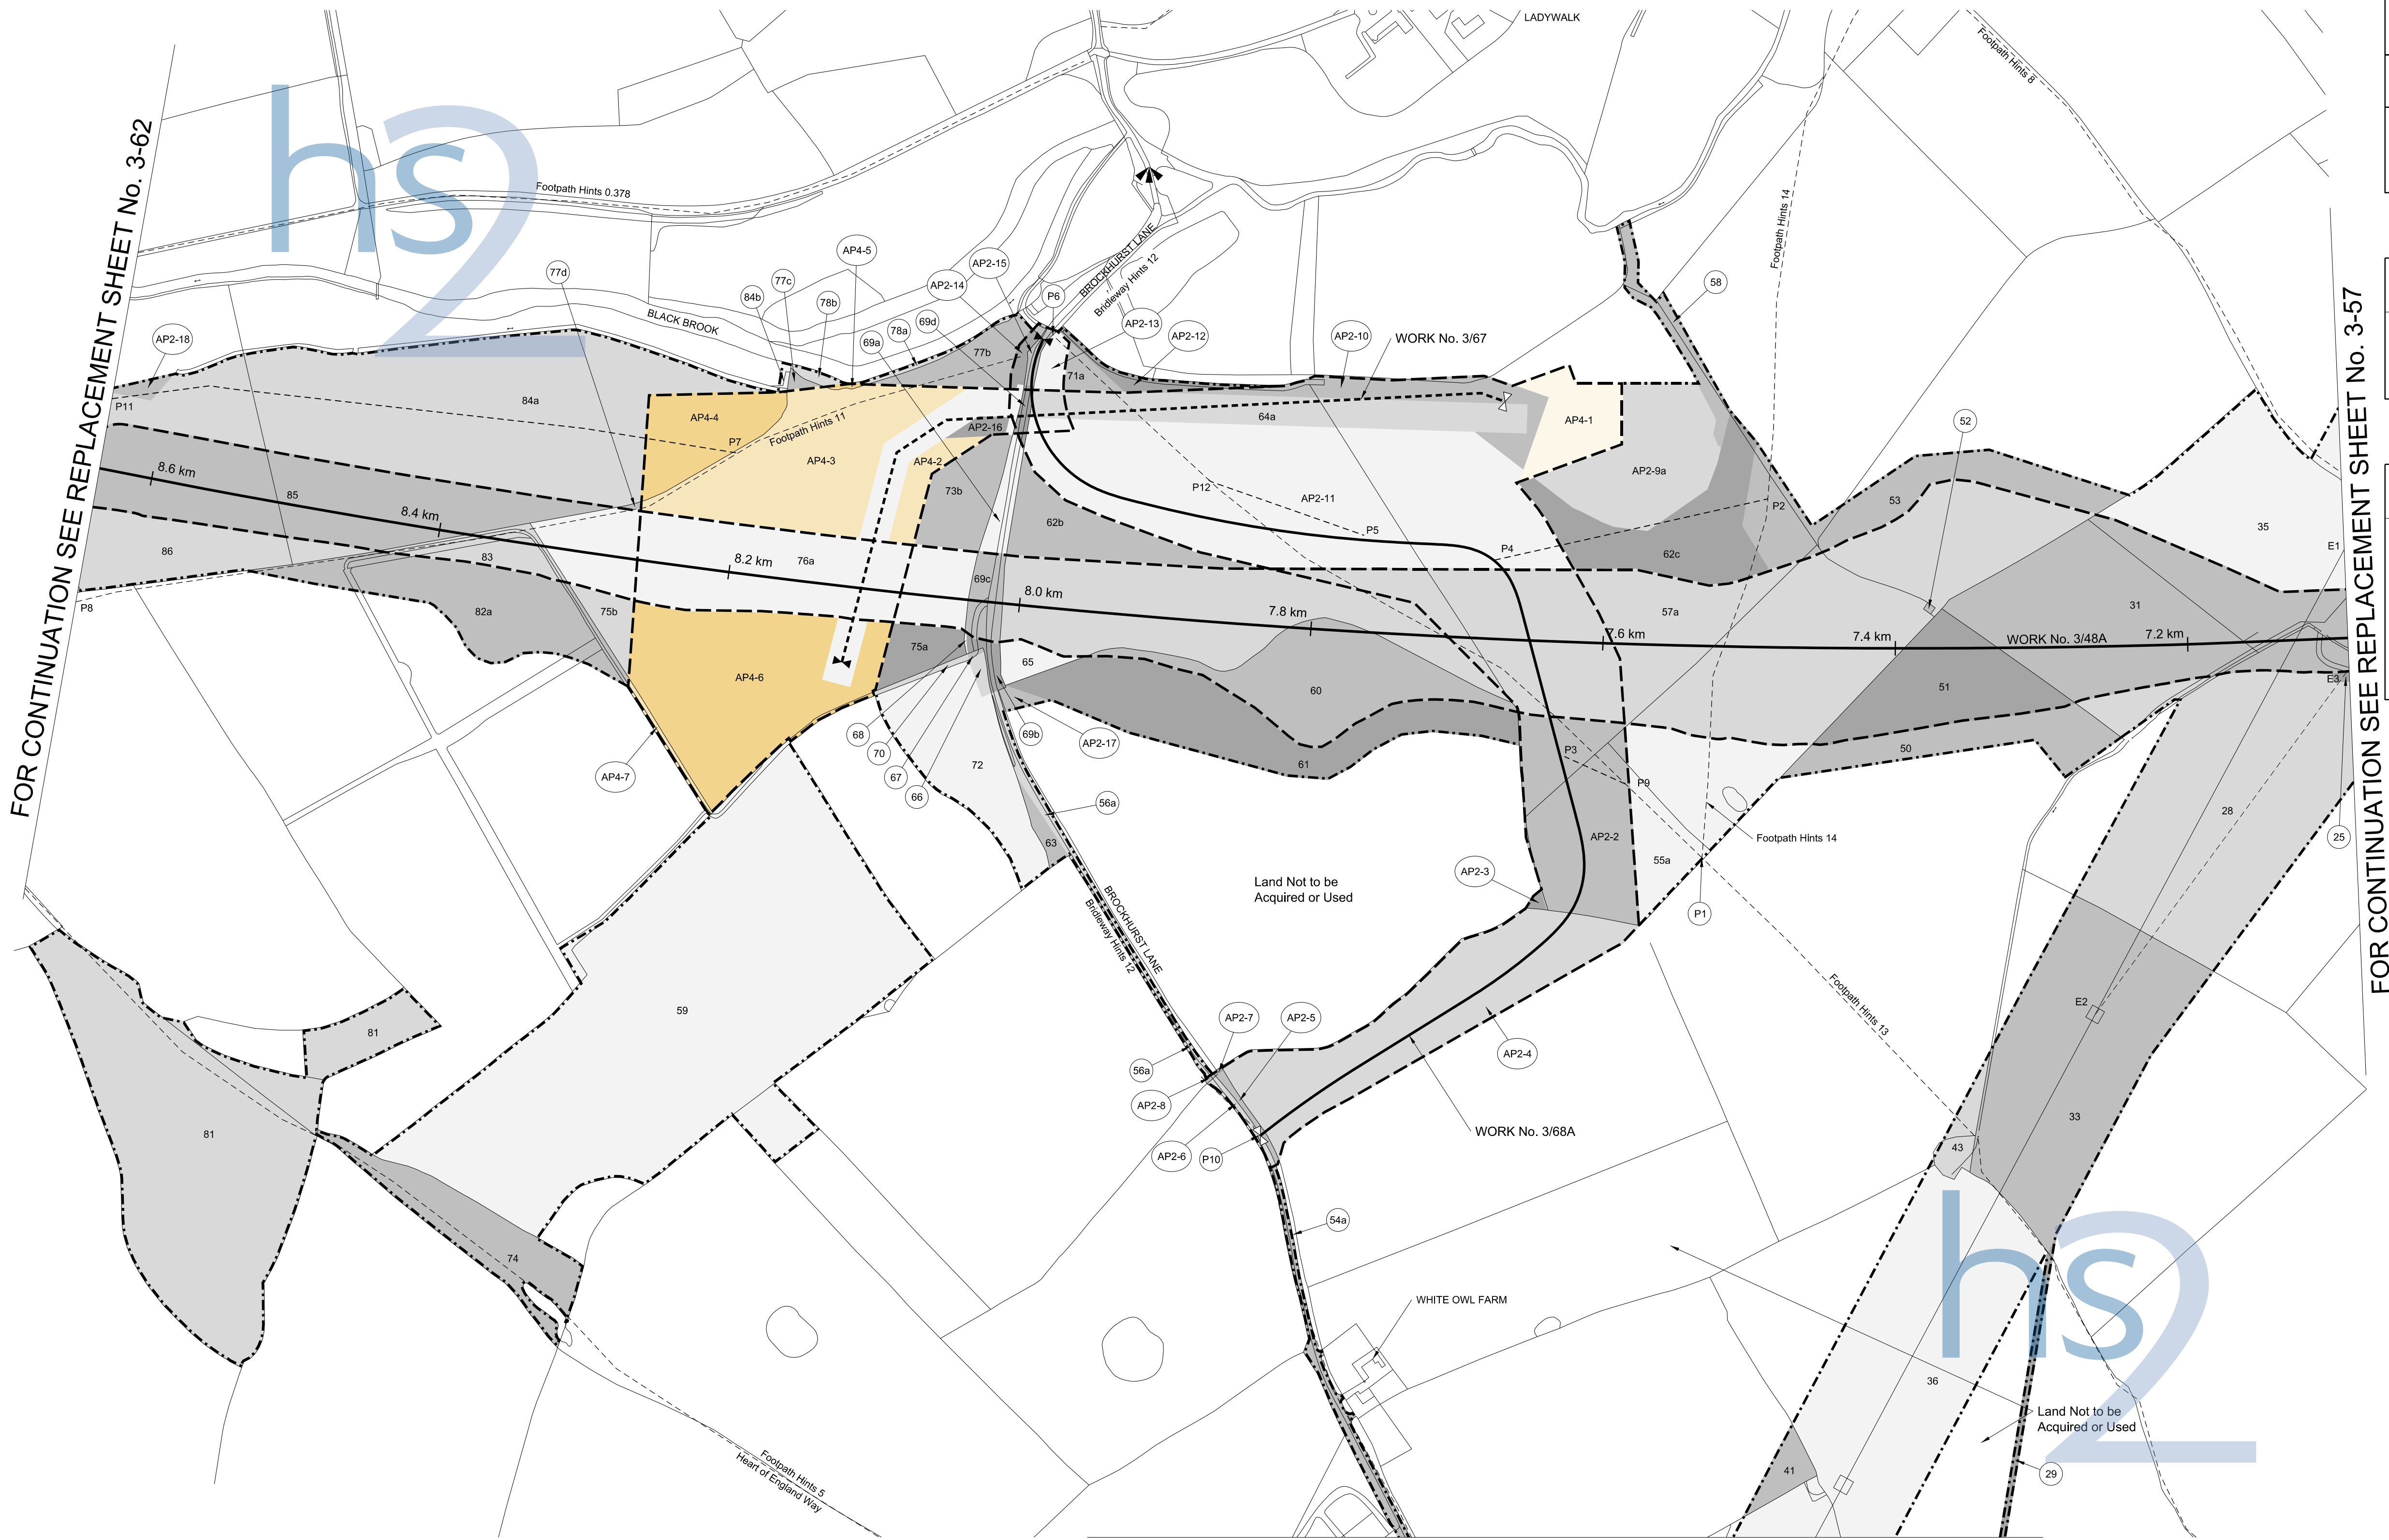 LADYWALK
Footpath Hints 8
FOR CONTINUATION SEE REPLACEMENT SHEET No. 3-62
hs2
Footpath Hints 0.378
Footpath Hints 14
BROCKHURST LANE
Bridleway Hints 12
AP4-5
AP2-15
AP2-14
77d
77c
84b
78b
P6
58
BLACK BROOK
78a
69d
69a
AP2-13
AP2-12
AP2-10
WORK No. 3/67
AP2-18
77b
71a
FOR CONTINUATION SEE REPLACEMENT SHEET No. 3-57
P11
84a
AP4-4
64a
AP4-1
52
P7
Footpath Hints 11
AP2-16
AP4-3
AP4-2
AP2-9a
8.6 km
85
73b
P12
AP2-11
P2
53
8.4 km
62b
P5
35
86
83
8.2 km
76a
P4
62c
E1
69c
8.0 km
P8
82a
75b
7.8 km
57a
31
7.6 km
7.4 km
WORK No. 3/48A
7.2 km
75a
65
AP4-6
60
51
E3
68
69b
AP2-17
P3
50
70
61
AP4-7
67
72
P9
66
56a
28
AP2-2
Footpath Hints 14
25
63
55a
AP2-3
Land Not to be
Acquired or Used
P1
BROCKHURST LANE
Bridleway Hints 12
E2
59
Footpath Hints 13
AP2-7
AP2-5
81
AP2-4
56a
AP2-8
33
81
WORK No. 3/68A
AP2-6
P10
43
54a
74
hs2
WHITE OWL FARM
36
Land Not to be
Acquired or Used
41
29
Footpath Hints 5
Heart of England Way